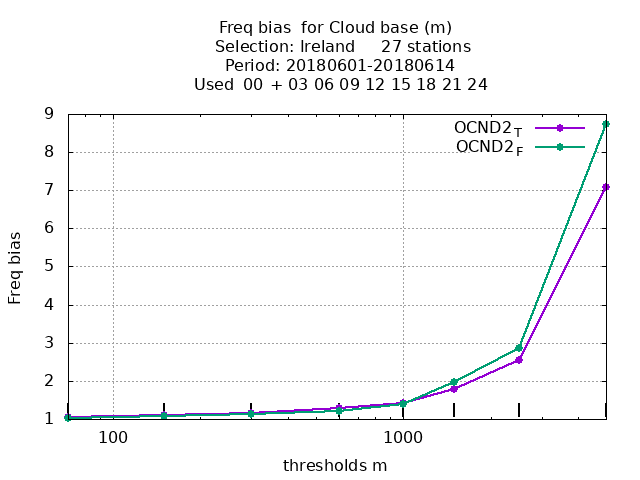 Freq bias  for Cloud base (m)
Selection: Ireland     27 stations
Period: 20180601-20180614
Used  00 + 03 06 09 12 15 18 21 24
OCND2T
OCND2F
9
8
7
6
5
4
3
2
1
Freq bias
100 1000
thresholds m